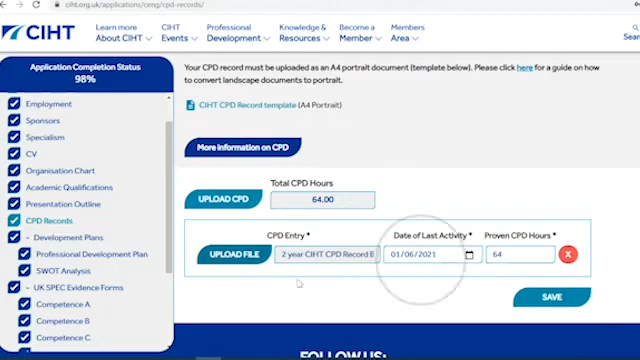 ciht.org.uk/applications/ceng/cpd-records/
CIHT
Learn more
About CIHT
CIHT
Events
Professional
Development
Knowledge &
Resources
Become a
Member
Members
Area
Application Completion Status
98%
Employment
Sponsors
Specialism
CV
Organisation Chart
Academic Qualifications
Presentation Outline
CPD Records
- Development Plans
Professional Development Plan
SWOT Analysis
- UK SPEC Evidence Forms
Competence A
Competence B
Competence C
Your CPD record must be uploaded as an A4 portrait document (template below). Please click here for a guide on how
to convert landscape documents to portrait.
CIHT CPD Record template (A4 Portrait)
More information on CPD
Total CPD Hours
UPLOAD CPD
64.00
CPD Entry *
Date of Last Activity *
Proven CPD Hours *
UPLOAD FILE
2 year CIHT CPD Record
01/06/2021
64
X
SAVE
FOLLOW US: